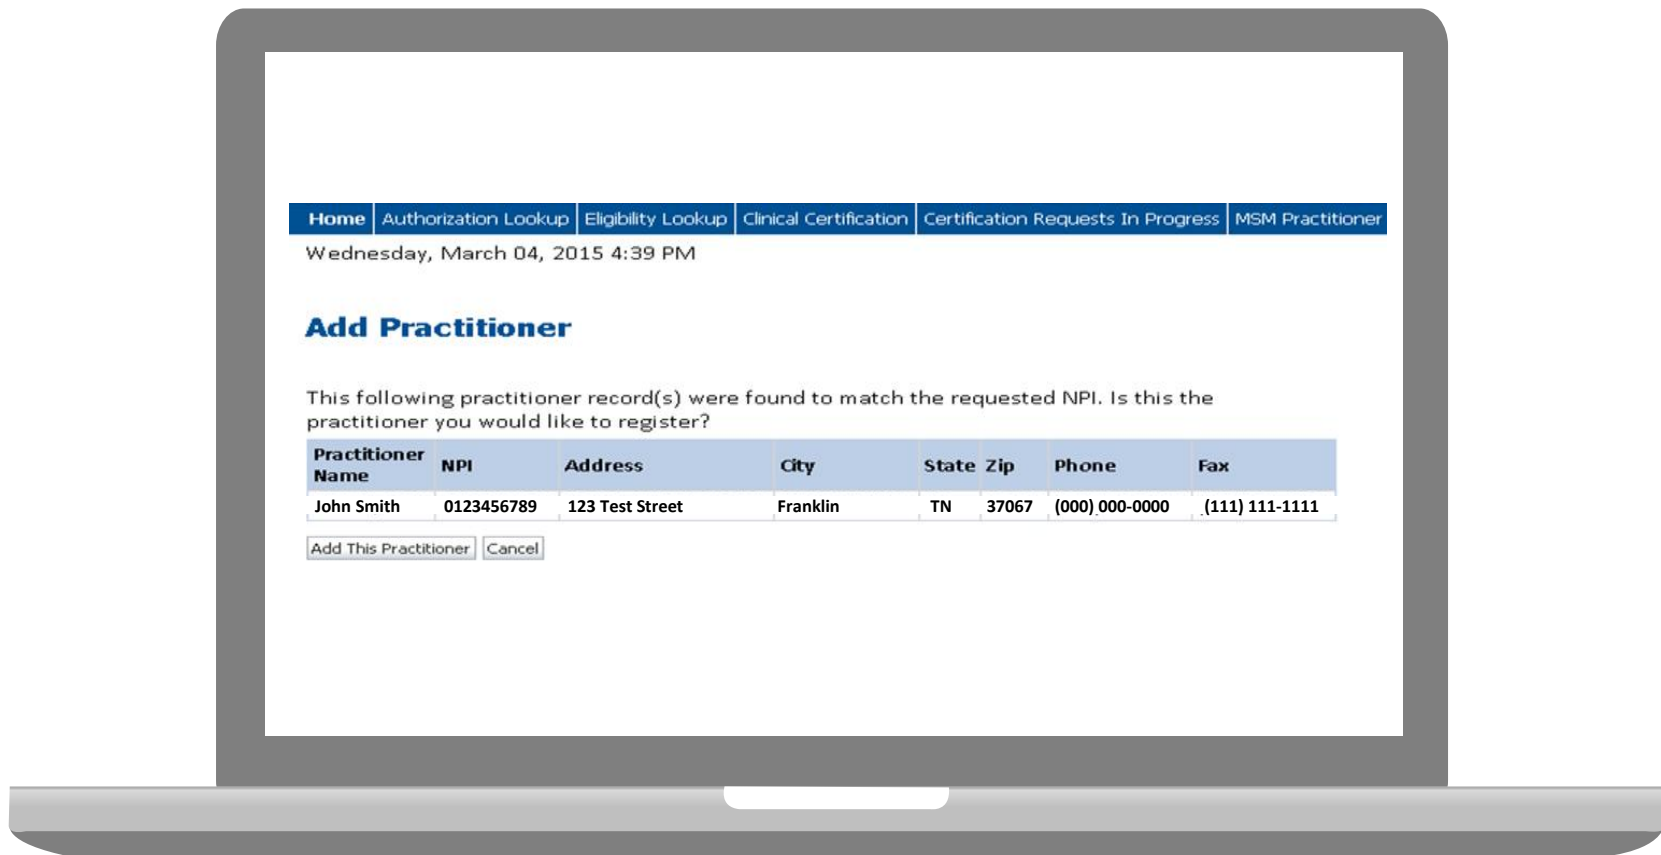 Home Authorization Lookup Eligibility Lookup Clinical Certification Certification Requests In Progress MSM Practitioner
Wednesday, March 04, 2015 4:39 PM
Add Practitioner
This following practitioner record(s) were found to match the requested NPI. Is this the
practitioner you would like to register?
Practitioner Name NPI Address City State Zip Phone Fax
John Smith 0123456789 123 Test Street Franklin TN 37067 (000) 000-0000 (111) 111-1111
Add This Practitioner Cancel